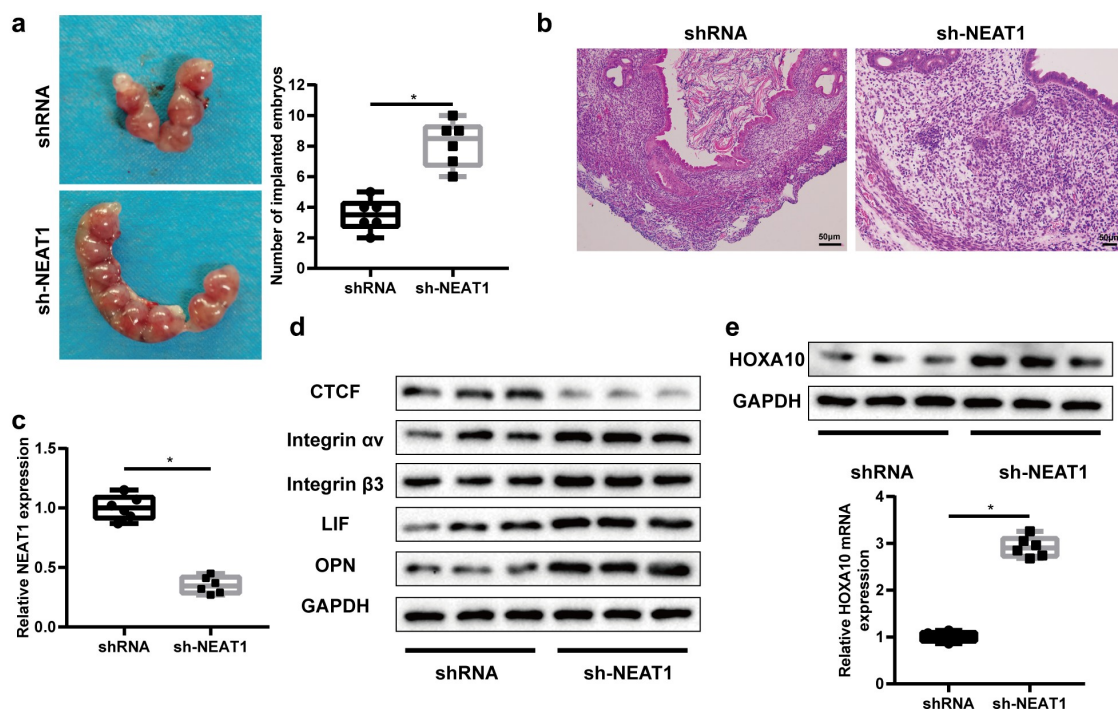 a
shRNA
sh-NEAT1
Number of implanted embryos
12
10
8
6
4
2
0
*
shRNA
sh-NEAT1
b
shRNA
sh-NEAT1
50μm
50μm
c
Relative NEAT1 expression
1.5
1.0
0.5
0.0
*
shRNA
sh-NEAT1
d
CTCF
Integrin αv
Integrin β3
LIF
OPN
GAPDH
shRNA
sh-NEAT1
e
HOXA10
GAPDH
shRNA
sh-NEAT1
Relative HOXA10 mRNA
expression
4
3
2
1
0
*
shRNA
sh-NEAT1